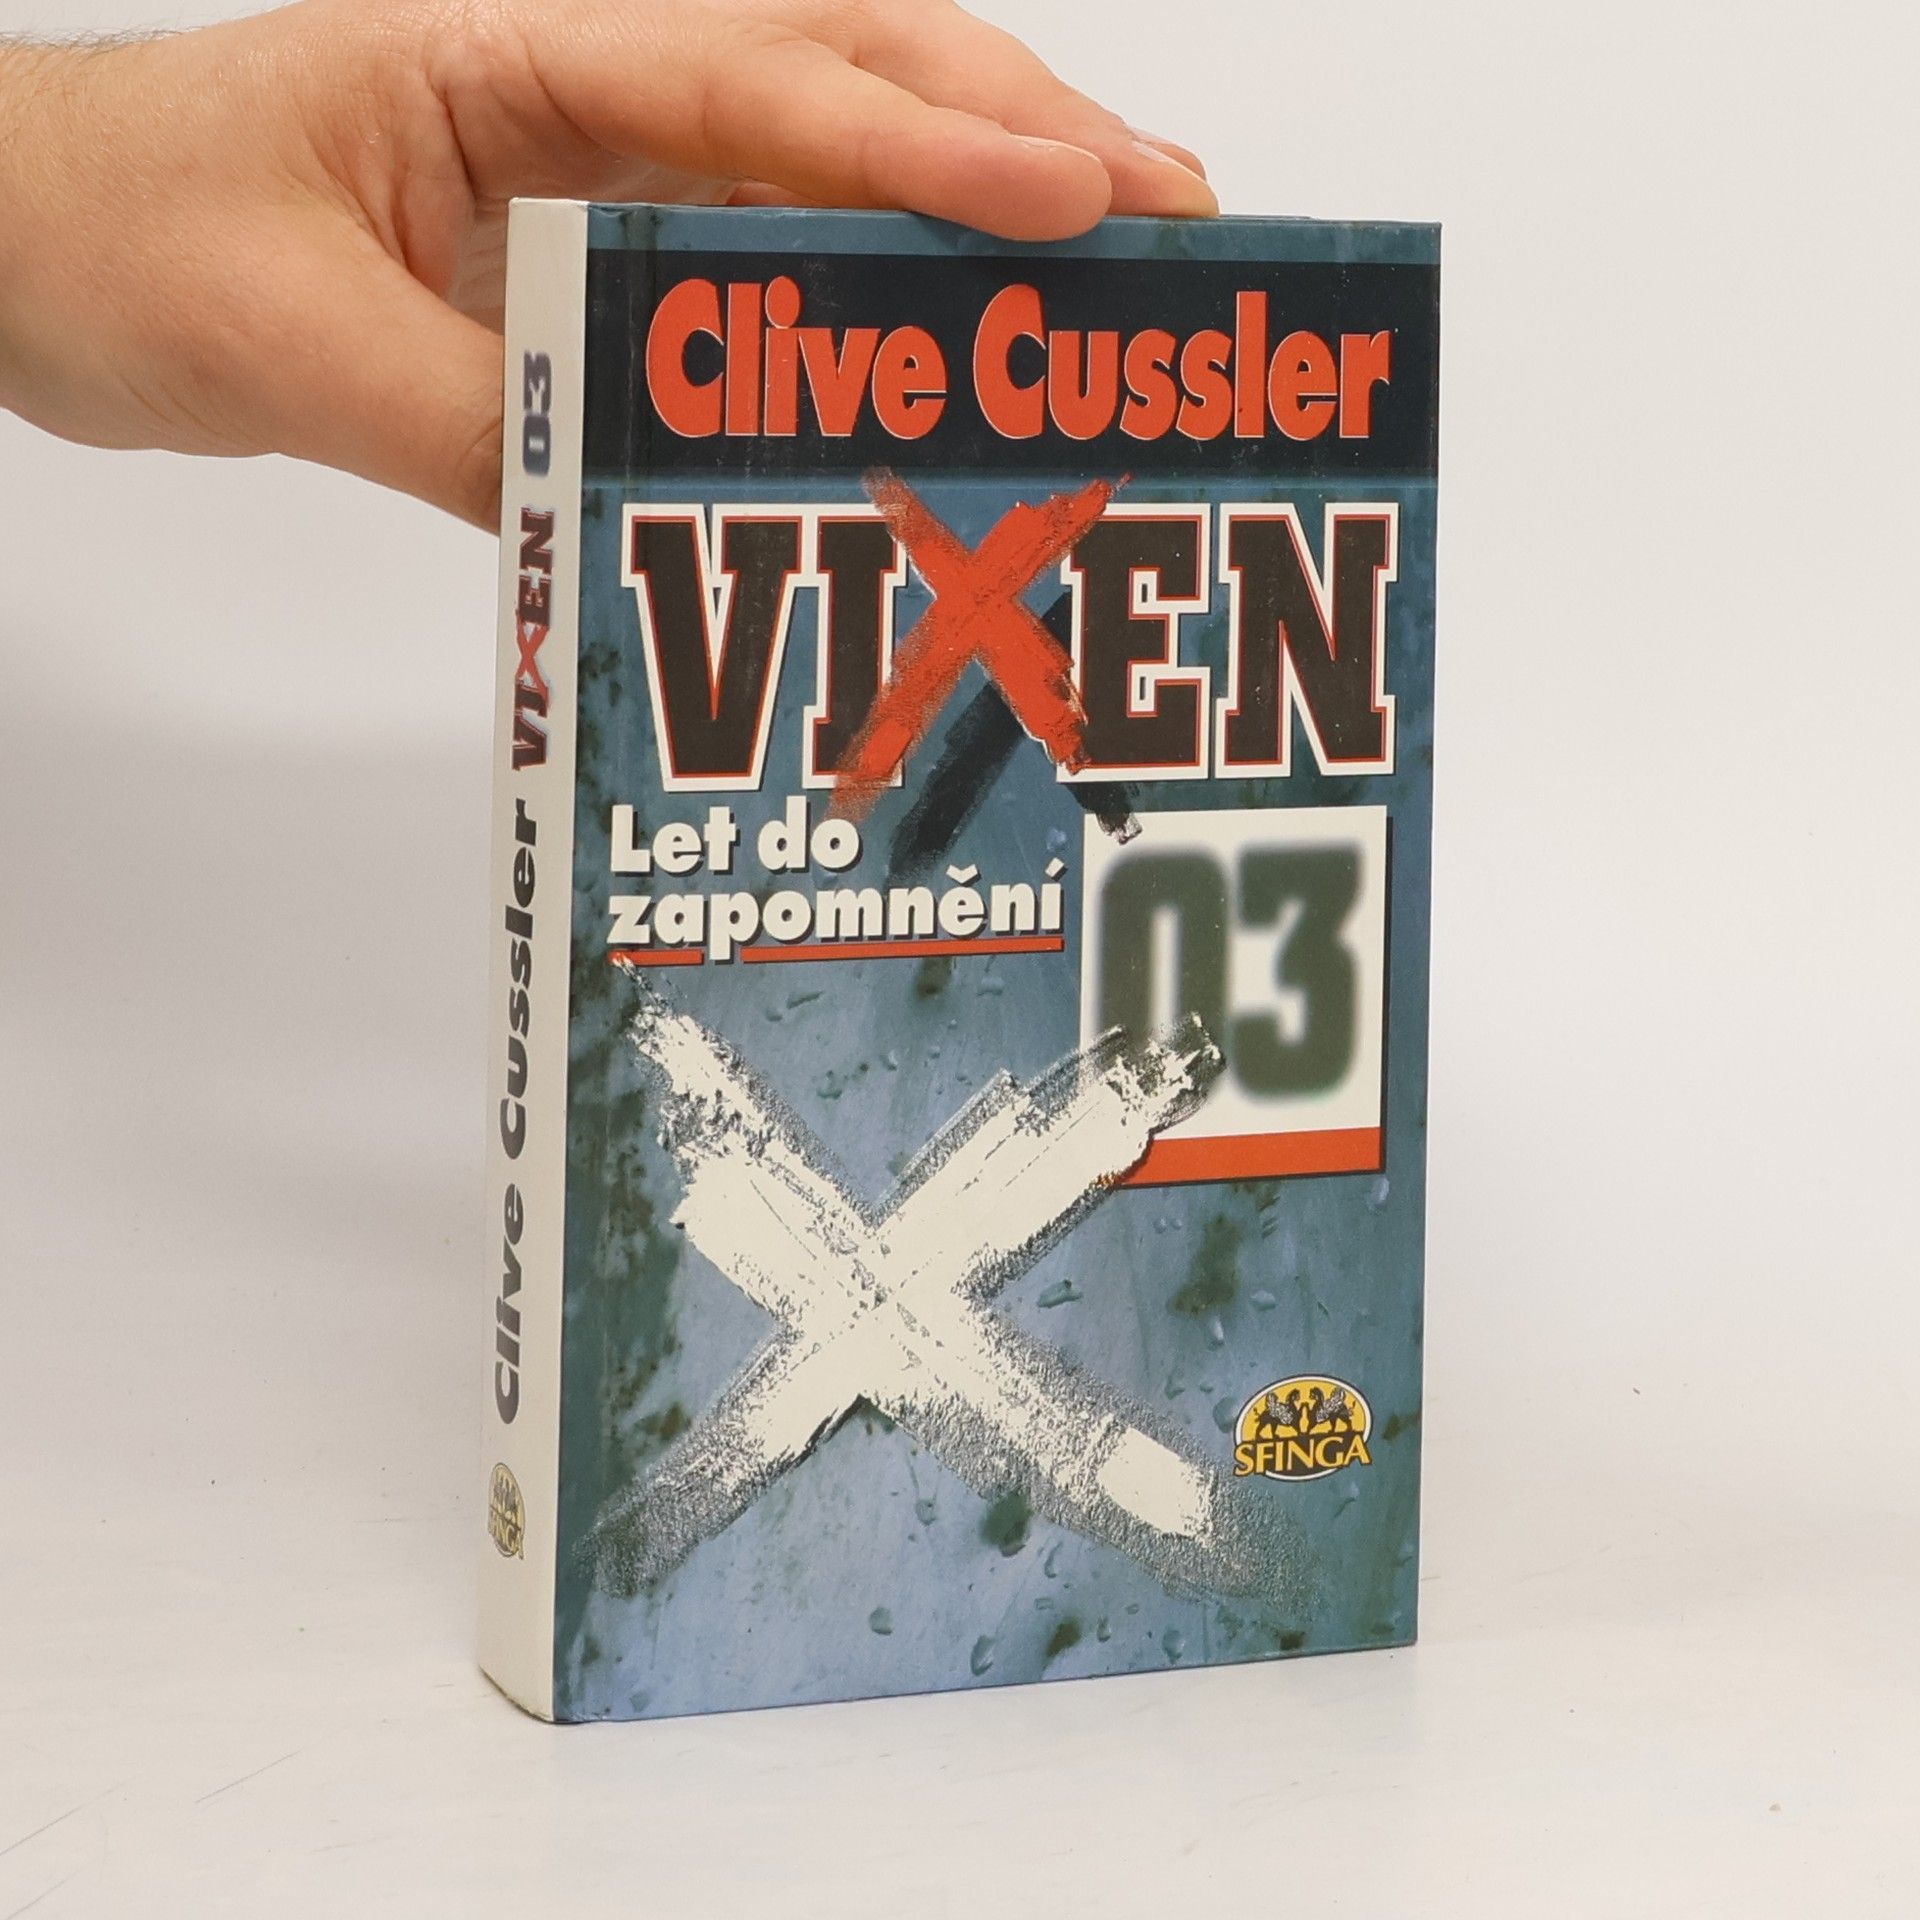 Clive Cussler
VIXEN
Let do
zapomnění
03
SFINGA
Clive Cussler VIXEN 03
SFINGA